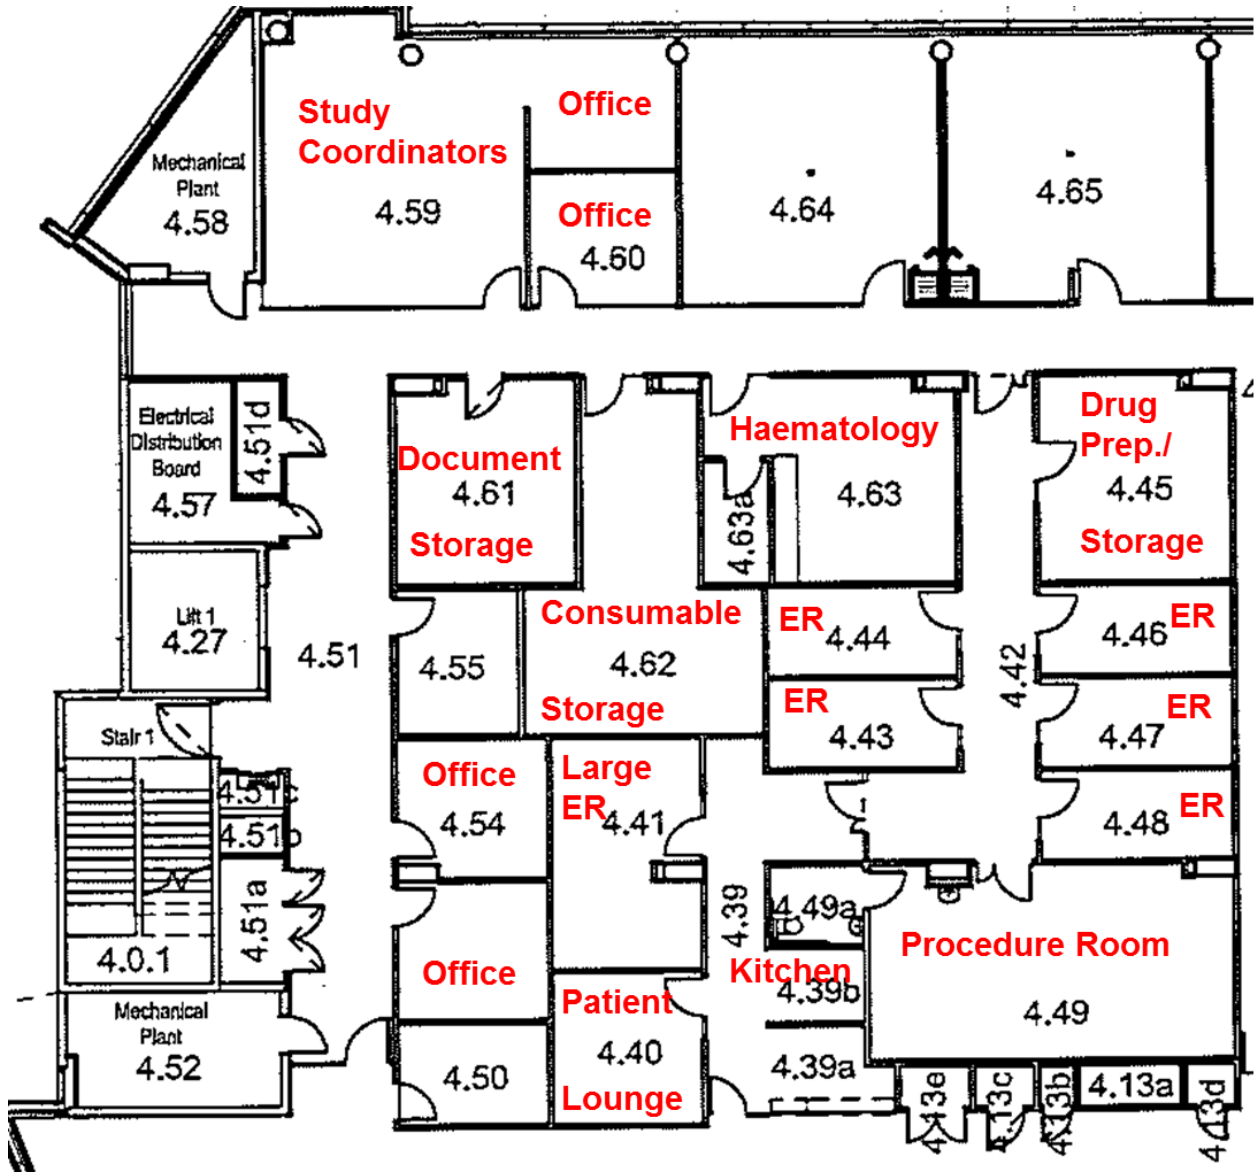 Study
Coordinators
4.59
Office
Office
4.60
4.64
4.65
Mechanical
Plant
4.58
Electrical
Distribution
Board
4.57
4.51d
Document
4.61
Storage
Haematology
4.63
4.63a
Drug
Prep./
4.45
Storage
Lift 1
4.27
4.51
4.55
Consumable
4.62
Storage
ER
4.44
ER
4.43
4.42
4.46 ER
4.47 ER
4.48 ER
Stair 1
4.51c
4.51b
4.51a
4.0.1
Office
4.54
Large
ER
4.41
4.39
4.49a
Office
Kitchen
4.39b
Procedure Room
4.49
Mechanical
Plant
4.52
4.50
Patient
4.40
Lounge
4.39a
4.13e
4.13c
4.13b
4.13a
4.13d